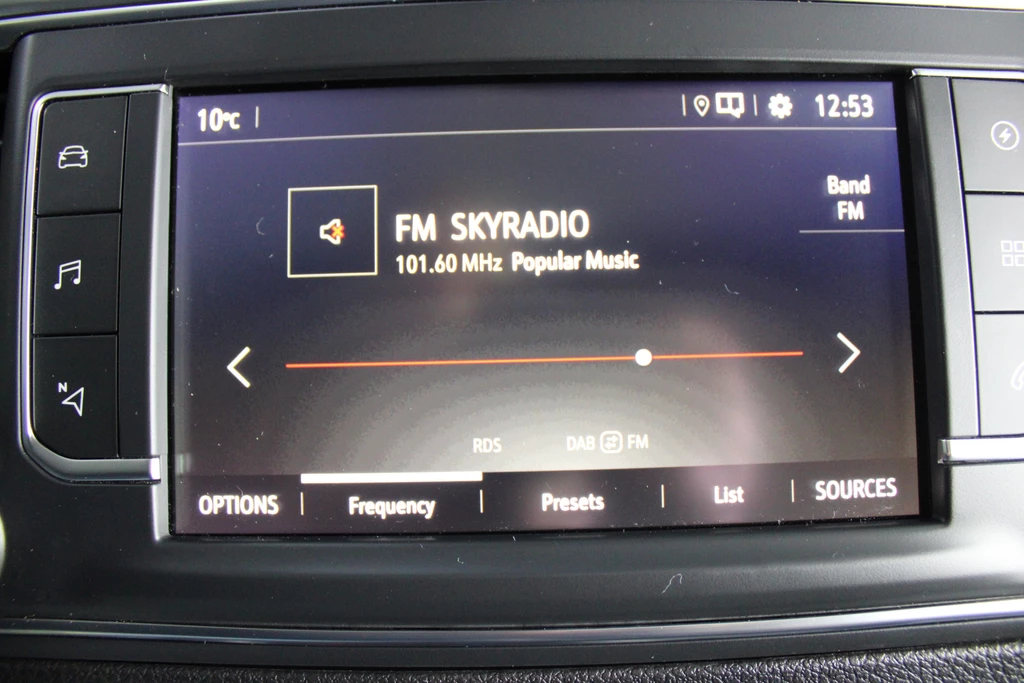 10°C
12:53
Band
FM
FM SKYRADIO
101.60 MHz Popular Music
N
RDS
DAB FM
OPTIONS Frequency Presets List SOURCES